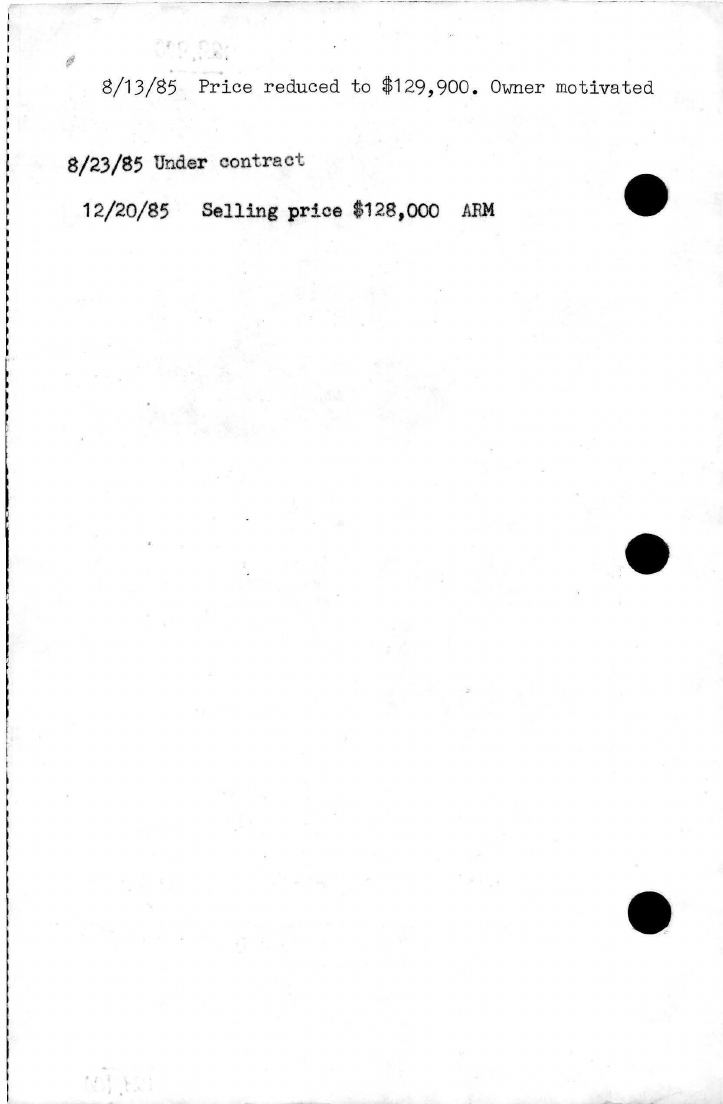 8/13/85 Price reduced to $129,900. Owner motivated
8/23/85 Under contract
12/20/85 Selling price $128,000 ARM